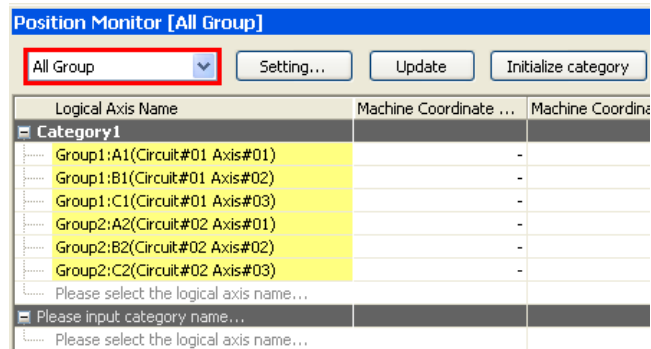 Position Monitor [All Group]
All Group Setting... Update Initialize category
Logical Axis Name Machine Coordinate ... Machine Coordina
Category1
Group1:A1(Circuit#01 Axis#01)
-
Group1:B1(Circuit#01 Axis#02)
-
Group1:C1(Circuit#01 Axis#03)
-
Group2:A2(Circuit#02 Axis#01)
-
Group2:B2(Circuit#02 Axis#02)
-
Group2:C2(Circuit#02 Axis#03)
-
Please select the logical axis name...
Please input category name...
Please select the logical axis name...